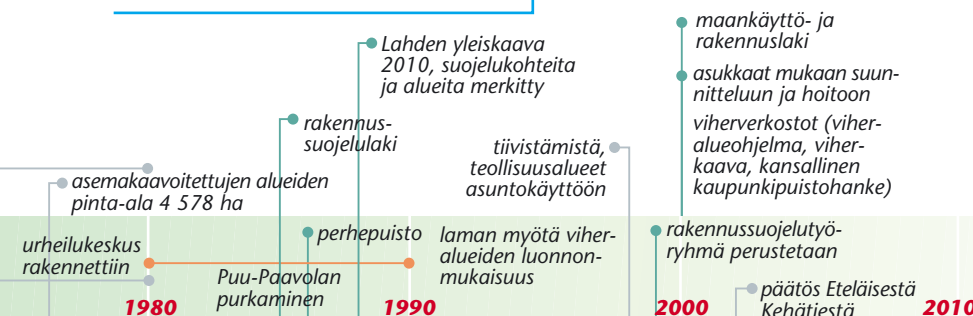 maankäyttö- ja
rakennuslaki
Lahden yleiskaava
2010, suojelukohteita
ja alueita merkitty
asukkaat mukaan suun-
nitteluun ja hoitoon
rakennus-
suojelulaki
viherverkostot (viher-
alueohjelma, viher-
kaava, kansallinen
kaupunkipuistohanke)
tiivistämistä,
teollisuusalueet
asuntokäyttöön
asemakaavoitettujen alueiden
pinta-ala 4 578 ha
urheilukeskus
rakennettiin
perhepuisto
laman myötä viher-
alueiden luonnon-
mukaisuus
rakennussuojelutyö-
ryhmä perustetaan
Puu-Paavolan
purkaminen
päätös Eteläisestä
Kehätiestä
1980
1990
2000
2010